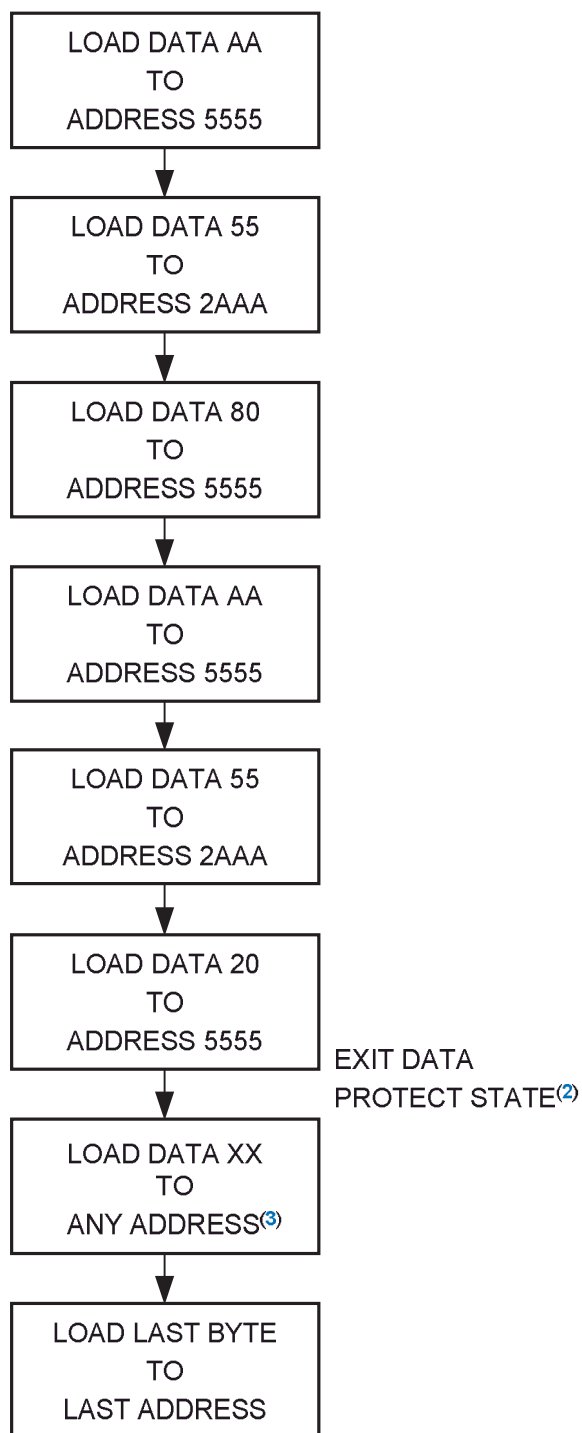 LOAD DATA AA
TO
ADDRESS 5555
LOAD DATA 55
TO
ADDRESS 2AAA
LOAD DATA 80
TO
ADDRESS 5555
LOAD DATA AA
TO
ADDRESS 5555
LOAD DATA 55
TO
ADDRESS 2AAA
LOAD DATA 20
TO
ADDRESS 5555
EXIT DATA
PROTECT STATE(2)
LOAD DATA XX
TO
ANY ADDRESS(3)
LOAD LAST BYTE
TO
LAST ADDRESS